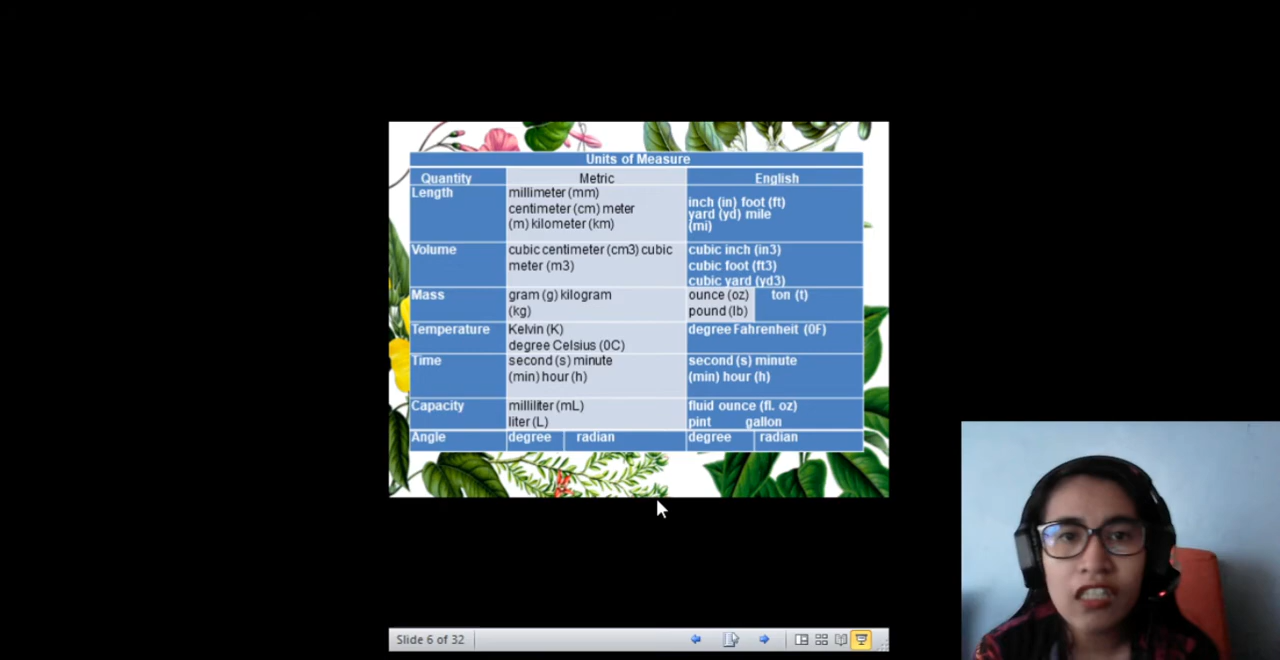 Units of Measure
Quantity Metric English
Length millimeter (mm) inch (in) foot (ft)
centimeter (cm) meter yard (yd) mile
(m) kilometer (km) (mi)
Volume cubic centimeter (cm3) cubic cubic inch (in3)
meter (m3) cubic foot (ft3)
cubic yard (yd3)
Mass gram (g) kilogram ounce (oz) ton (t)
(kg) pound (lb)
Temperature Kelvin (K) degree Fahrenheit (0F)
degree Celsius (0C)
Time second (s) minute second (s) minute
(min) hour (h) (min) hour (h)
Capacity milliliter (mL) fluid ounce (fl. oz)
liter (L) pint gallon
Angle degree radian degree radian
Slide 6 of 32